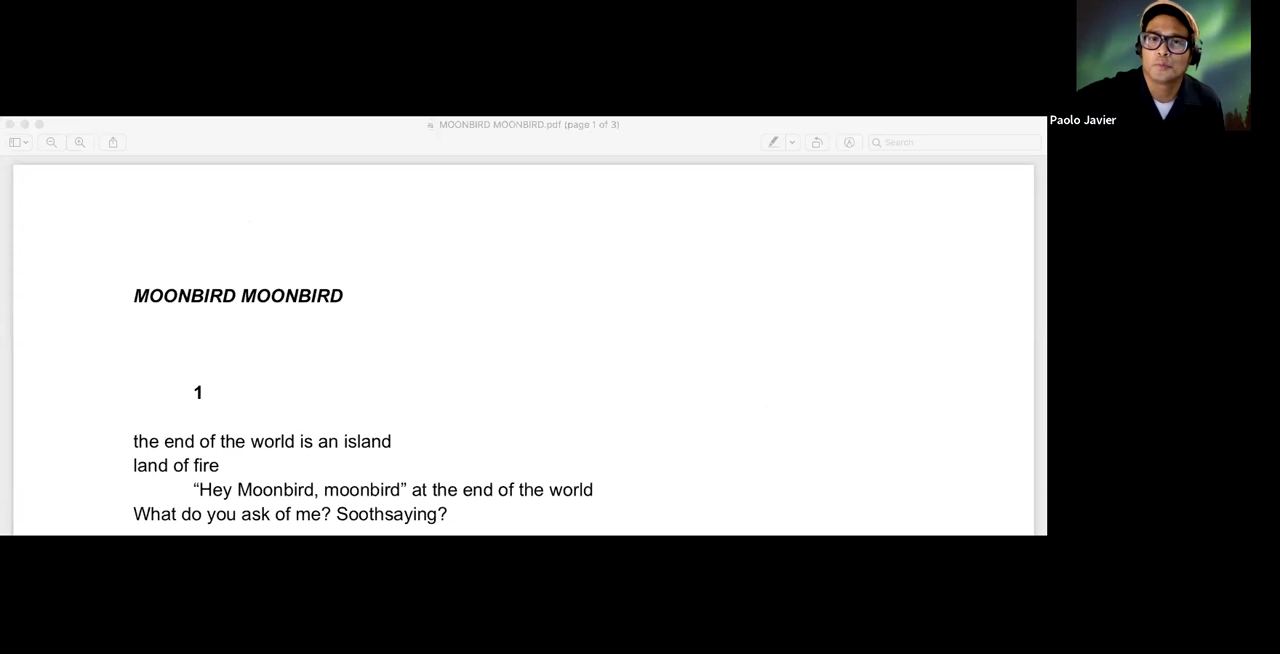 Paolo Javier
MOONBIRD MOONBIRD.pdf (page 1 of 3)
Search
MOONBIRD MOONBIRD
1
the end of the world is an island
land of fire
“Hey Moonbird, moonbird” at the end of the world
What do you ask of me? Soothsaying?